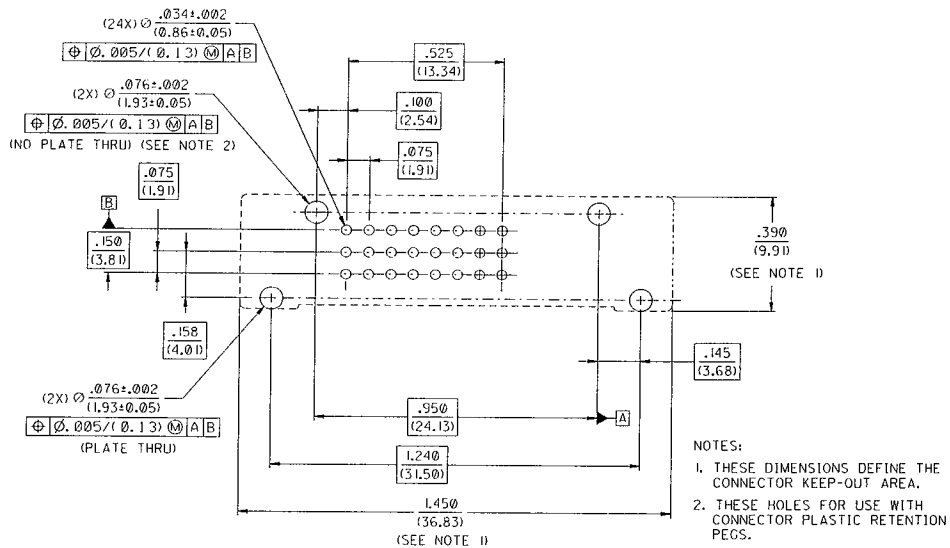 (24X) Ø .034±.002
(0.86±0.05)
⌖ Ø.005/(0.13) Ⓜ A B
(2X) Ø .076±.002
(1.93±0.05)
⌖ Ø.005/(0.13) Ⓜ A B
(NO PLATE THRU) (SEE NOTE 2)
.525
(13.34)
.100
(2.54)
.075
(1.91)
.075
(1.91)
B
.150
(3.81)
.390
(9.91)
(SEE NOTE 1)
.158
(4.01)
.145
(3.68)
(2X) Ø .076±.002
(1.93±0.05)
⌖ Ø.005/(0.13) Ⓜ A B
(PLATE THRU)
.950
(24.13)
A
1.240
(31.50)
1.450
(36.83)
(SEE NOTE 1)
NOTES:
1. THESE DIMENSIONS DEFINE THE
CONNECTOR KEEP-OUT AREA.
2. THESE HOLES FOR USE WITH
CONNECTOR PLASTIC RETENTION
PEGS.